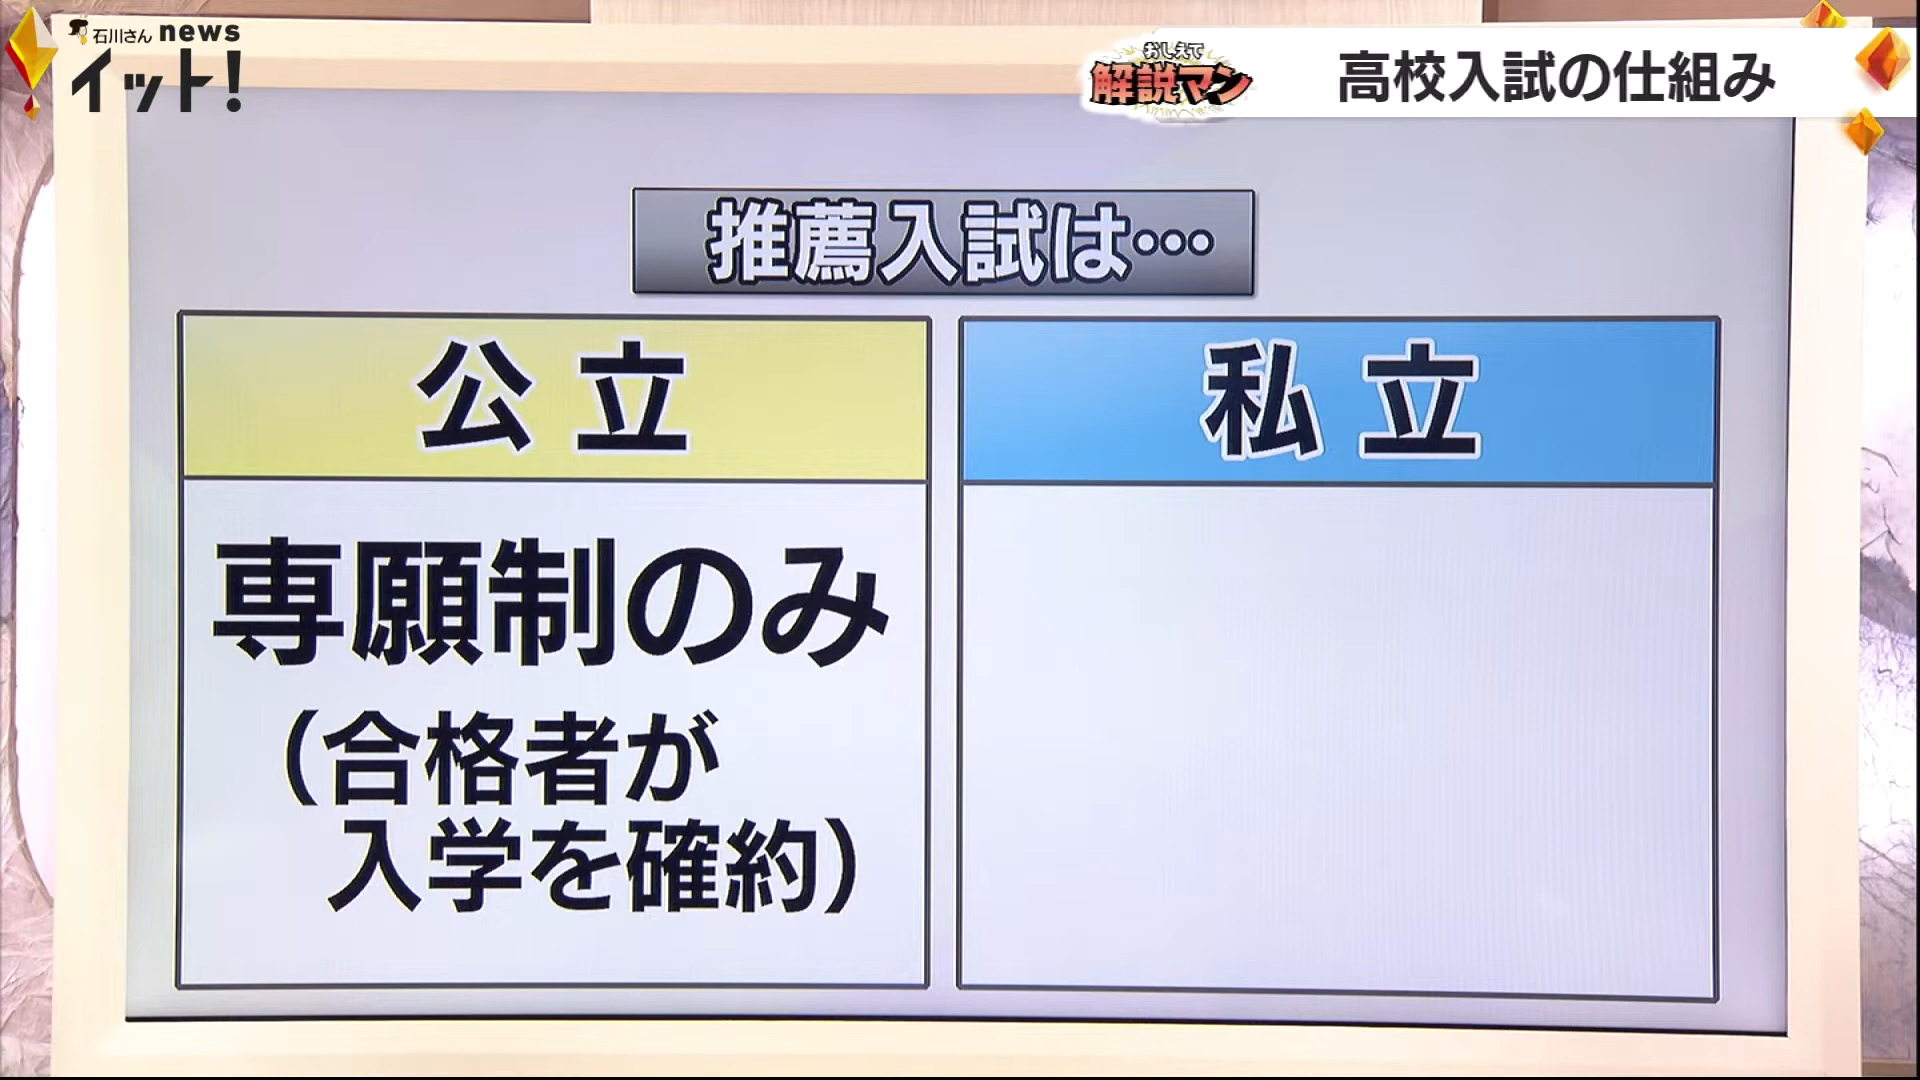 石川さん news
イット!
おしえて
解説マン
高校入試の仕組み
推薦入試は…
公立
私立
専願制のみ
(合格者が
入学を確約)